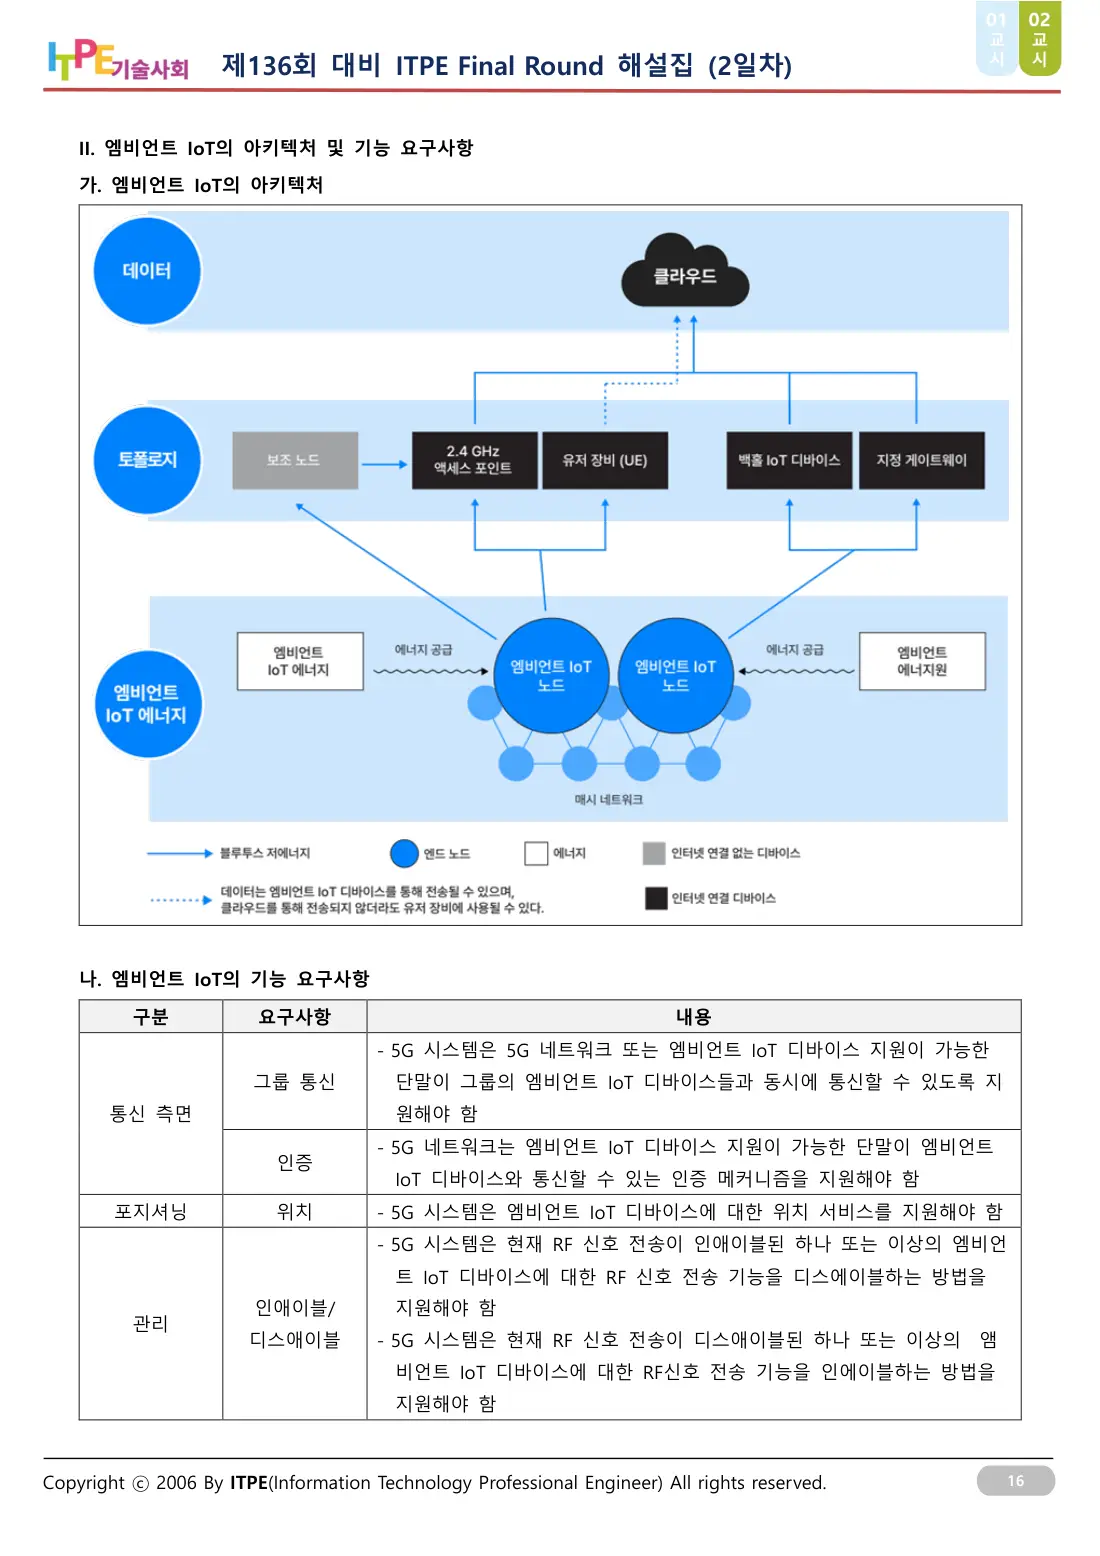 ITPE기술사회 제136회 대비 ITPE Final Round 해설집 (2일차)
01
교
시
02
교
시
II. 엠비언트 IoT의 아키텍처 및 기능 요구사항
가. 엠비언트 IoT의 아키텍처
데이터
클라우드
토폴로지
보조 노드
2.4 GHz
액세스 포인트
유저 장비 (UE)
백홀 IoT 디바이스
지정 게이트웨이
엠비언트
IoT 에너지
엠비언트
IoT 에너지
에너지 공급
엠비언트 IoT
노드
엠비언트 IoT
노드
에너지 공급
엠비언트
에너지원
매시 네트워크
블루투스 저에너지
엔드 노드
에너지
인터넷 연결 없는 디바이스
데이터는 엠비언트 IoT 디바이스를 통해 전송될 수 있으며,
클라우드를 통해 전송되지 않더라도 유저 장비에 사용될 수 있다.
인터넷 연결 디바이스
나. 엠비언트 IoT의 기능 요구사항
구분 요구사항 내용
통신 측면
그룹 통신
- 5G 시스템은 5G 네트워크 또는 엠비언트 IoT 디바이스 지원이 가능한
단말이 그룹의 엠비언트 IoT 디바이스들과 동시에 통신할 수 있도록 지
원해야 함
인증
- 5G 네트워크는 엠비언트 IoT 디바이스 지원이 가능한 단말이 엠비언트
IoT 디바이스와 통신할 수 있는 인증 메커니즘을 지원해야 함
포지셔닝 위치 - 5G 시스템은 엠비언트 IoT 디바이스에 대한 위치 서비스를 지원해야 함
관리
인애이블/
디스애이블
- 5G 시스템은 현재 RF 신호 전송이 인애이블된 하나 또는 이상의 엠비언
트 IoT 디바이스에 대한 RF 신호 전송 기능을 디스에이블하는 방법을
지원해야 함
- 5G 시스템은 현재 RF 신호 전송이 디스애이블된 하나 또는 이상의 앰
비언트 IoT 디바이스에 대한 RF신호 전송 기능을 인에이블하는 방법을
지원해야 함
Copyright ⓒ 2006 By ITPE(Information Technology Professional Engineer) All rights reserved.
16